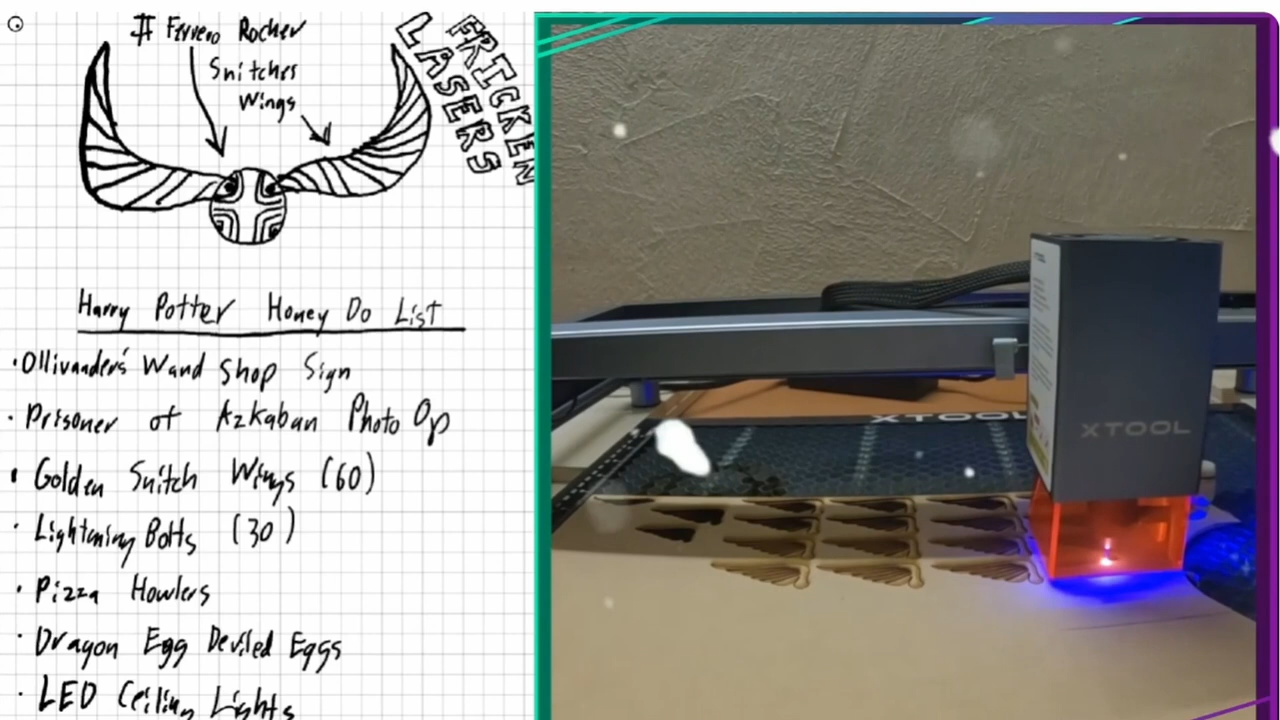 # Ferrero Rocher
Snitches
Wings
FRICKEN
LASERS
Harry Potter Honey Do List
• Ollivander's Wand Shop Sign
• Prisoner of Azkaban Photo Op
• Golden Snitch Wings (60)
• Lightning Bolts (30)
• Pizza Howlers
• Dragon Egg Deviled Eggs
• LED Ceiling Lights
XTOOL
XTOOL